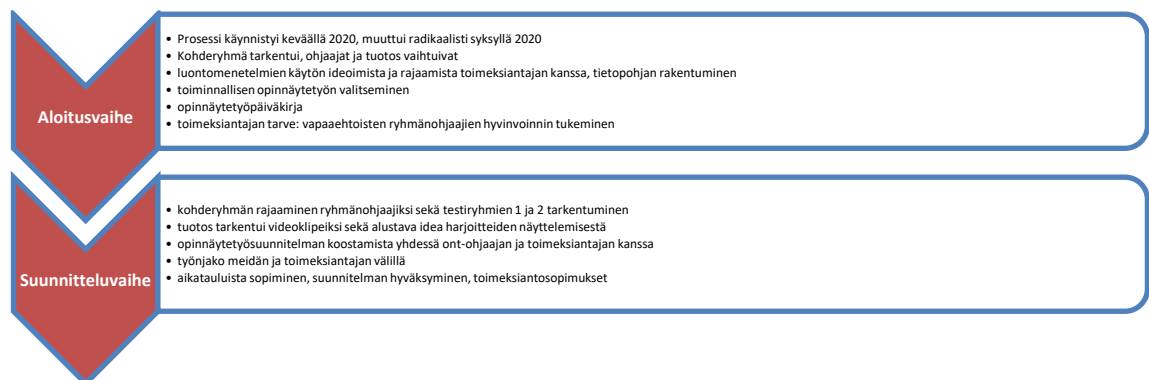 Aloitusvaihe
• Prosessi käynnistyi keväällä 2020, muuttui radikaalisti syksyllä 2020
• Kohderyhmä tarkentui, ohjaajat ja tuotos vaihtuivat
• luontomenetelmien käytön ideoimista ja rajaamista toimeksiantajan kanssa, tietopohjan rakentuminen
• toiminnallisen opinnäytetyön valitseminen
• opinnäytetyöpäiväkirja
• toimeksiantajan tarve: vapaaehtoisten ryhmänohjaajien hyvinvoinnin tukeminen
Suunnitteluvaihe
• kohderyhmän rajaaminen ryhmänohjaajiksi sekä testiryhmien 1 ja 2 tarkentuminen
• tuotos tarkentui videoklipeiksi sekä alustava idea harjoitteiden näyttelemisestä
• opinnäytetyösuunnitelman koostamista yhdessä ont-ohjaajan ja toimeksiantajan kanssa
• työnjako meidän ja toimeksiantajan välillä
• aikatauluista sopiminen, suunnitelman hyväksyminen, toimeksiantosopimukset